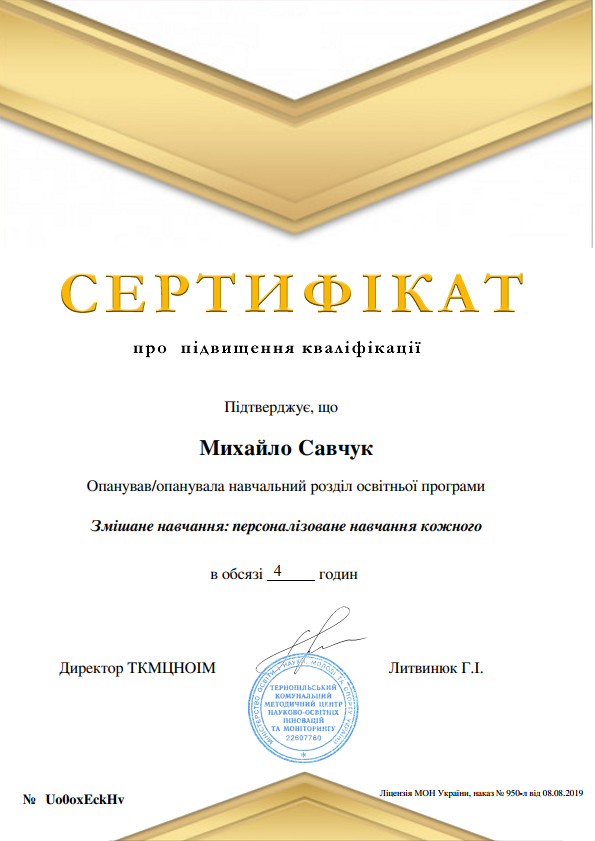 СЕРТИФІКАТ
про підвищення кваліфікації
Підтверджує, що
Михайло Савчук
Опанував/опанувала навчальний розділ освітньої програми
Змішане навчання: персоналізоване навчання кожного
в обсязі 4 годин
Директор ТКМЦНОІМ
Литвинюк Г.І.
МІНІСТЕРСТВО ОСВІТИ І НАУКИ, МОЛОДІ ТА СПОРТУ УКРАЇНИ
ТЕРНОПІЛЬСЬКИЙ
КОМУНАЛЬНИЙ
МЕТОДИЧНИЙ ЦЕНТР
НАУКОВО-ОСВІТНІХ
ІННОВАЦІЙ
ТА МОНІТОРИНГУ
22607760
№ Uo0oxEckHv
Ліцензія МОН України, наказ № 950-л від 08.08.2019